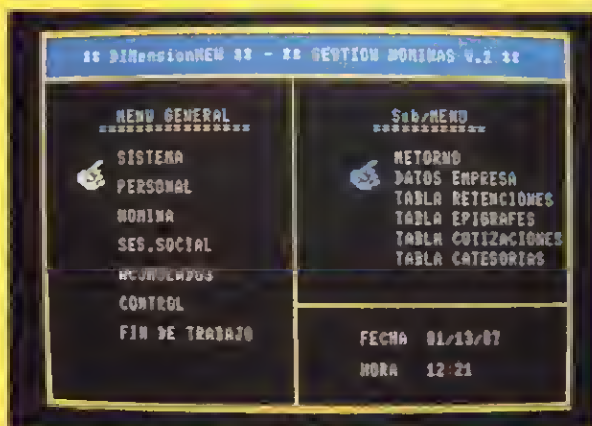 :: DIMensionNEW :: - :: GESTION NOMINAS V.2 ::
MENU GENERAL
SISTEMA
PERSONAL
NOMINA
SEG.SOCIAL
ACUMULADOS
CONTROL
FIN DE TRABAJO
Sub/MENU
RETORNO
DATOS EMPRESA
TABLA RETENCIONES
TABLA EPIGRAFES
TABLA COTIZACIONES
TABLA CATEGORIAS
FECHA 01/13/87
HORA 12:21